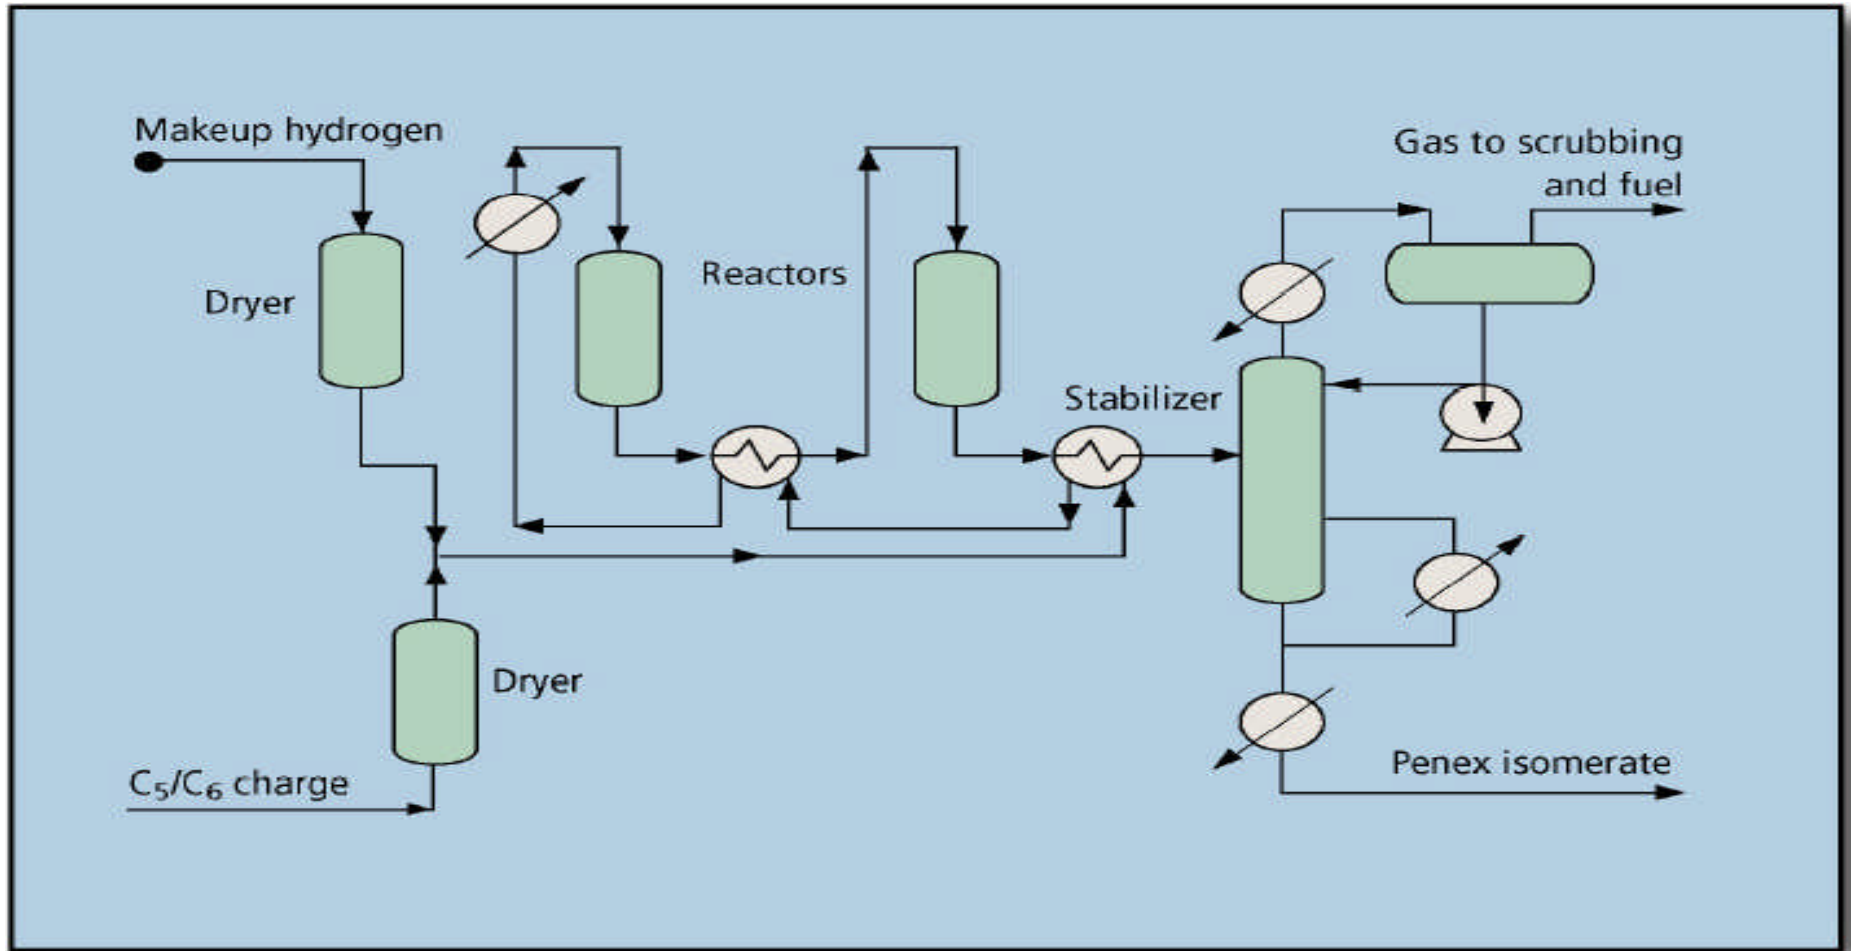 Makeup hydrogen
Gas to scrubbing
and fuel
Reactors
Dryer
Stabilizer
Dryer
C₅/C₆ charge
Penex isomerate